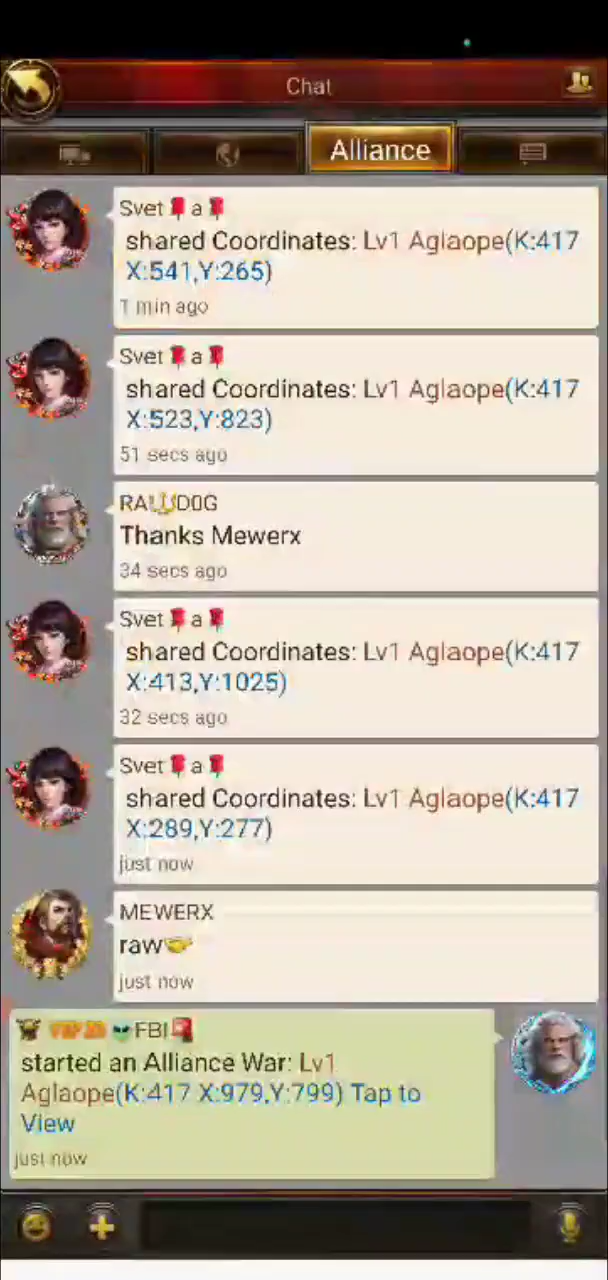 Chat
Alliance
Svet🌹a🌹
shared Coordinates: Lv1 Aglaope(K:417
X:541,Y:265)
1 min ago
Svet🌹a🌹
shared Coordinates: Lv1 Aglaope(K:417
X:523,Y:823)
51 secs ago
RA🔱D0G
Thanks Mewerx
34 secs ago
Svet🌹a🌹
shared Coordinates: Lv1 Aglaope(K:417
X:413,Y:1025)
32 secs ago
Svet🌹a🌹
shared Coordinates: Lv1 Aglaope(K:417
X:289,Y:277)
just now
MEWERX
raw🤝
just now
FBI
started an Alliance War: Lv1
Aglaope(K:417 X:979,Y:799) Tap to
View
just now